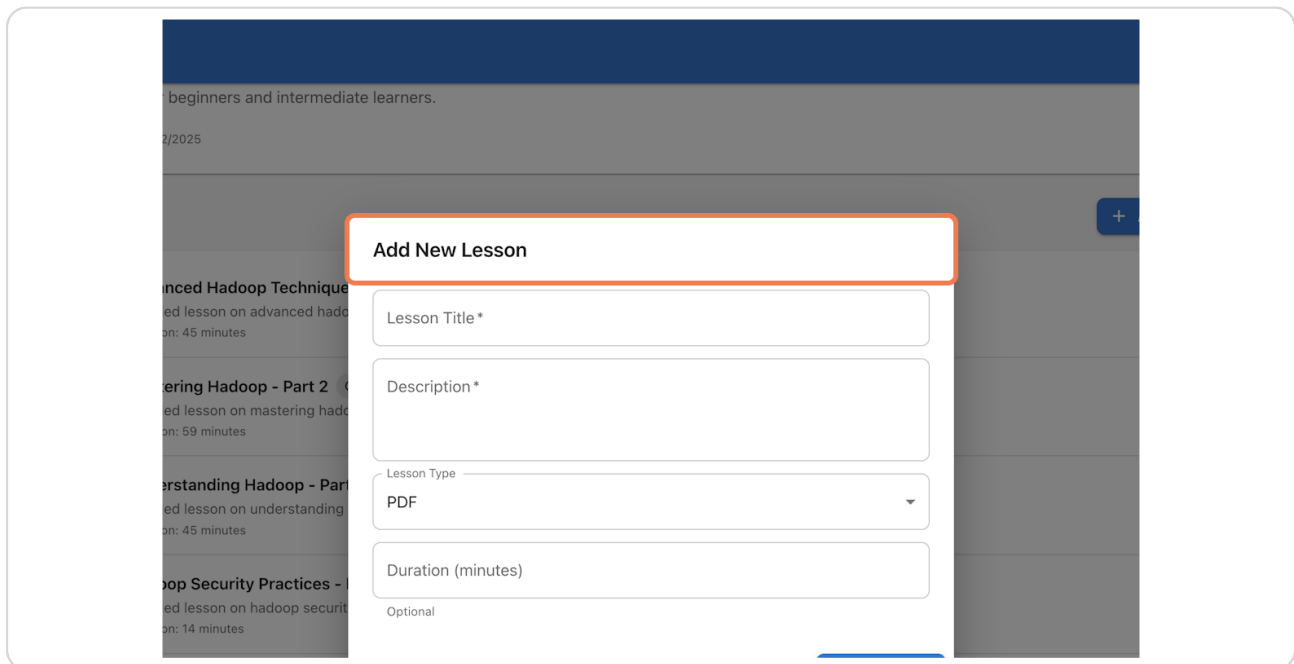 beginners and intermediate learners.
2/2025
+
Add New Lesson
anced Hadoop Technique
ed lesson on advanced hado
on: 45 minutes
Lesson Title*
tering Hadoop - Part 2
ed lesson on mastering hado
on: 59 minutes
Description*
Lesson Type
PDF
erstanding Hadoop - Part
ed lesson on understanding
on: 45 minutes
Duration (minutes)
Optional
oop Security Practices -
ed lesson on hadoop securit
on: 14 minutes